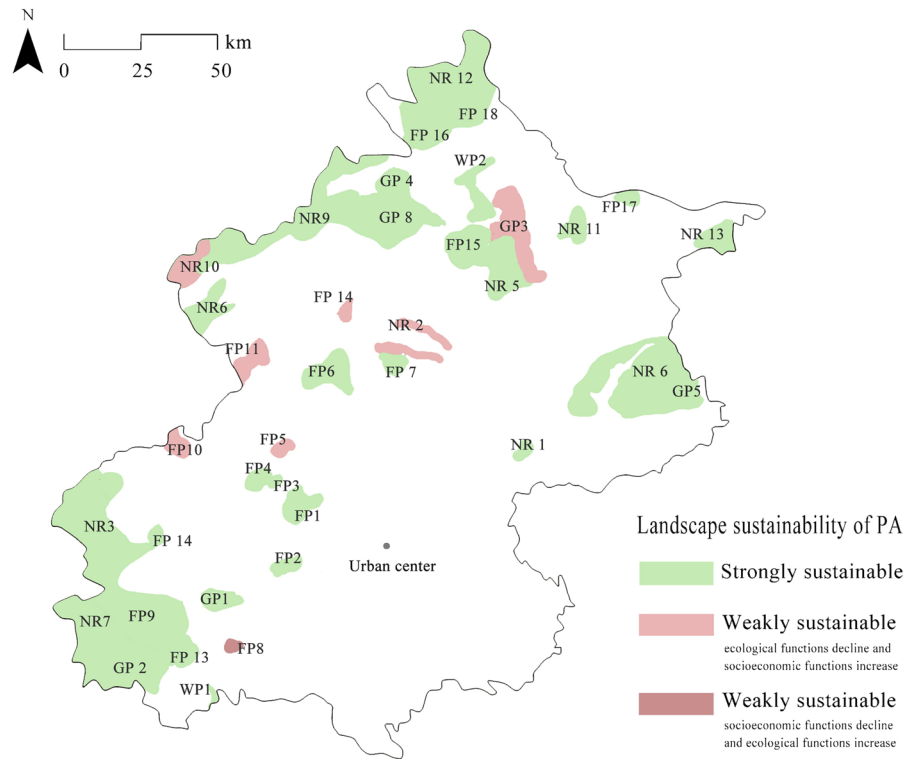 N
km
0 25 50
NR 12
FP 18
FP 16
WP2
GP 4
FP17
NR9
GP 8
GP3
NR 11
NR 13
FP15
NR10
NR 5
FP 14
NR6
NR 2
FP11
FP6
FP 7
NR 6
GP5
FP5
NR 1
FP10
FP4
FP3
FP1
NR3
FP 14
FP2
Urban center
GP1
NR7
FP9
FP8
FP 13
GP 2
WP1
Landscape sustainability of PA
Strongly sustainable
Weakly sustainable
ecological functions decline and
socioeconomic functions increase
Weakly sustainable
socioeconomic functions decline
and ecological functions increase